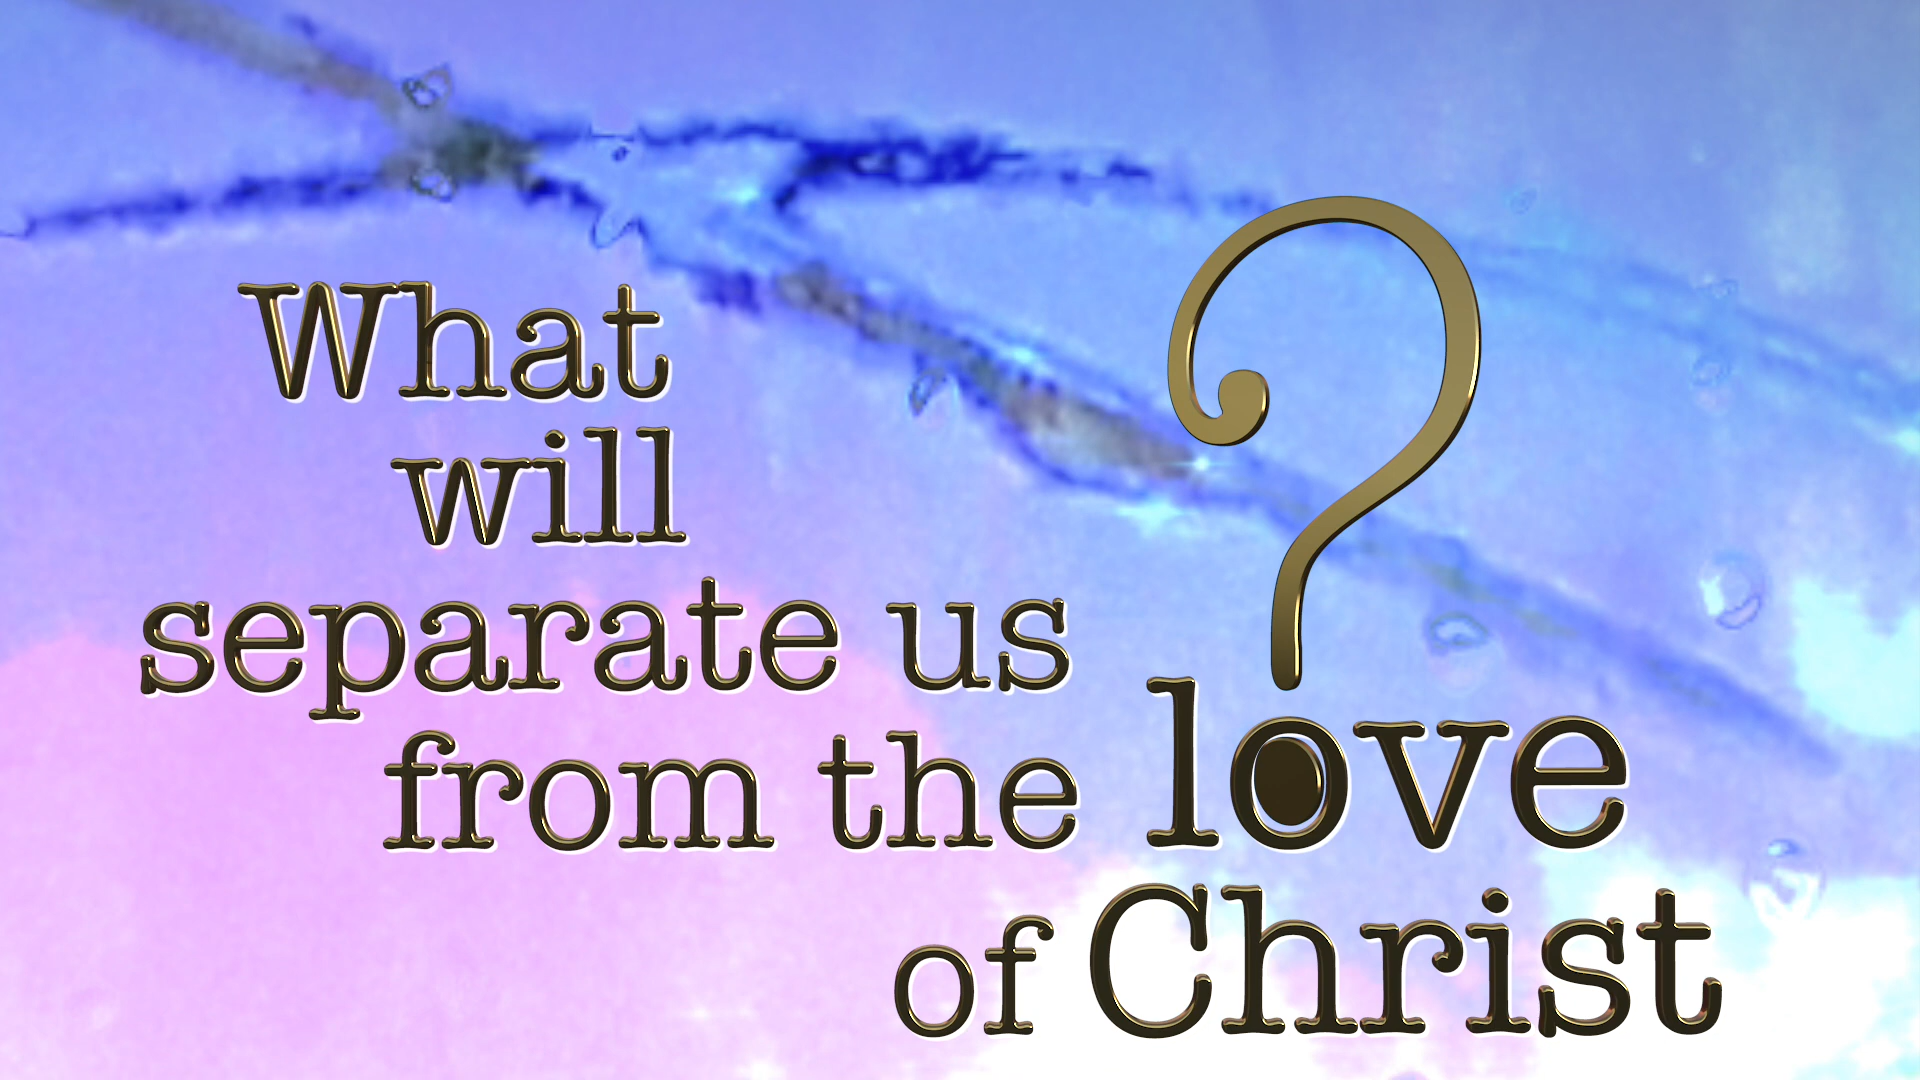 What
will
separate us
from the love
of Christ
?